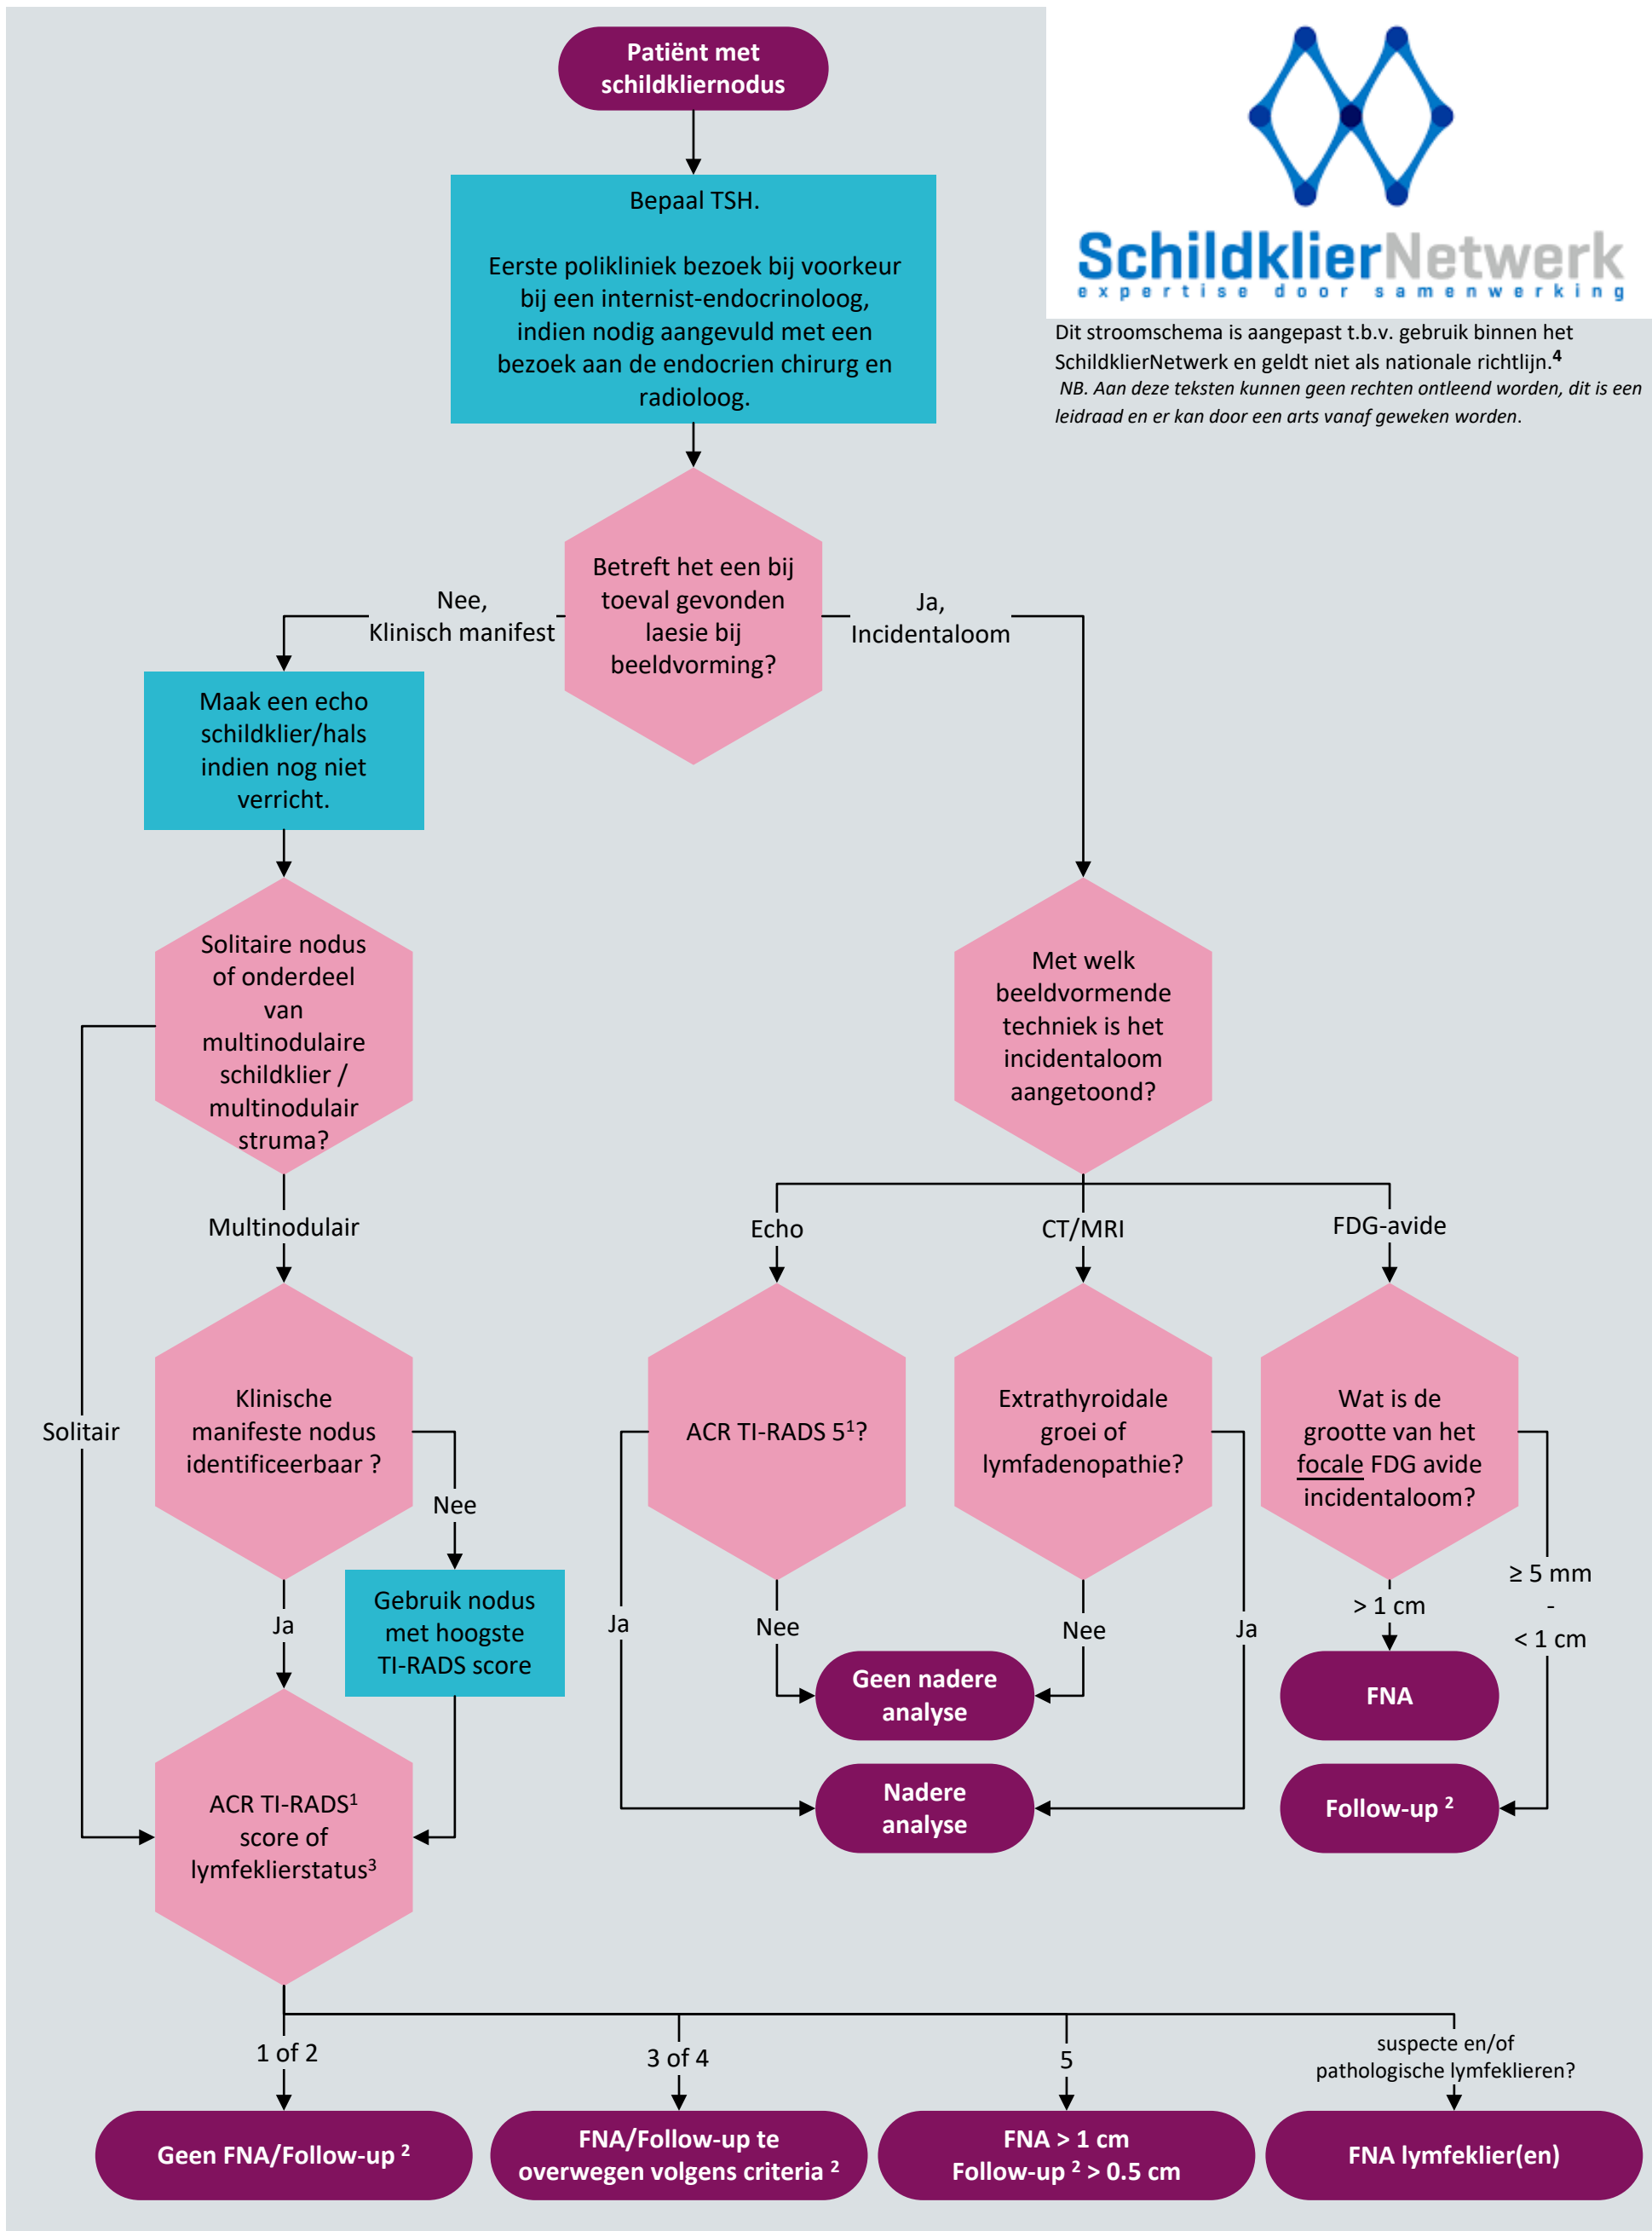 Patiënt met
schildkliernodus
SchildklierNetwerk
expertise door samenwerking
Dit stroomschema is aangepast t.b.v. gebruik binnen het
SchildklierNetwerk en geldt niet als nationale richtlijn.⁴
NB. Aan deze teksten kunnen geen rechten ontleend worden, dit is een
leidraad en er kan door een arts vanaf geweken worden.
Bepaal TSH.
Eerste polikliniek bezoek bij voorkeur
bij een internist-endocrinoloog,
indien nodig aangevuld met een
bezoek aan de endocrien chirurg en
radioloog.
Betreft het een bij
toeval gevonden
laesie bij
beeldvorming?
Nee,
Klinisch manifest
Ja,
Incidentaloom
Maak een echo
schildklier/hals
indien nog niet
verricht.
Solitaire nodus
of onderdeel
van
multinodulaire
schildklier /
multinodulair
struma?
Met welk
beeldvormende
techniek is het
incidentaloom
aangetoond?
Multinodulair
Echo
CT/MRI
FDG-avide
Solitair
Klinische
manifeste nodus
identificeerbaar ?
ACR TI-RADS 5¹?
Extrathyroidale
groei of
lymfadenopathie?
Wat is de
grootte van het
focale FDG avide
incidentaloom?
Nee
Ja
Gebruik nodus
met hoogste
TI-RADS score
Ja
Nee
Nee
Ja
> 1 cm
≥ 5 mm
-
< 1 cm
Geen nadere
analyse
FNA
Nadere
analyse
Follow-up ²
ACR TI-RADS¹
score of
lymfeklierstatus³
1 of 2
3 of 4
5
suspecte en/of
pathologische lymfeklieren?
Geen FNA/Follow-up ²
FNA/Follow-up te
overwegen volgens criteria ²
FNA > 1 cm
Follow-up ² > 0.5 cm
FNA lymfeklier(en)